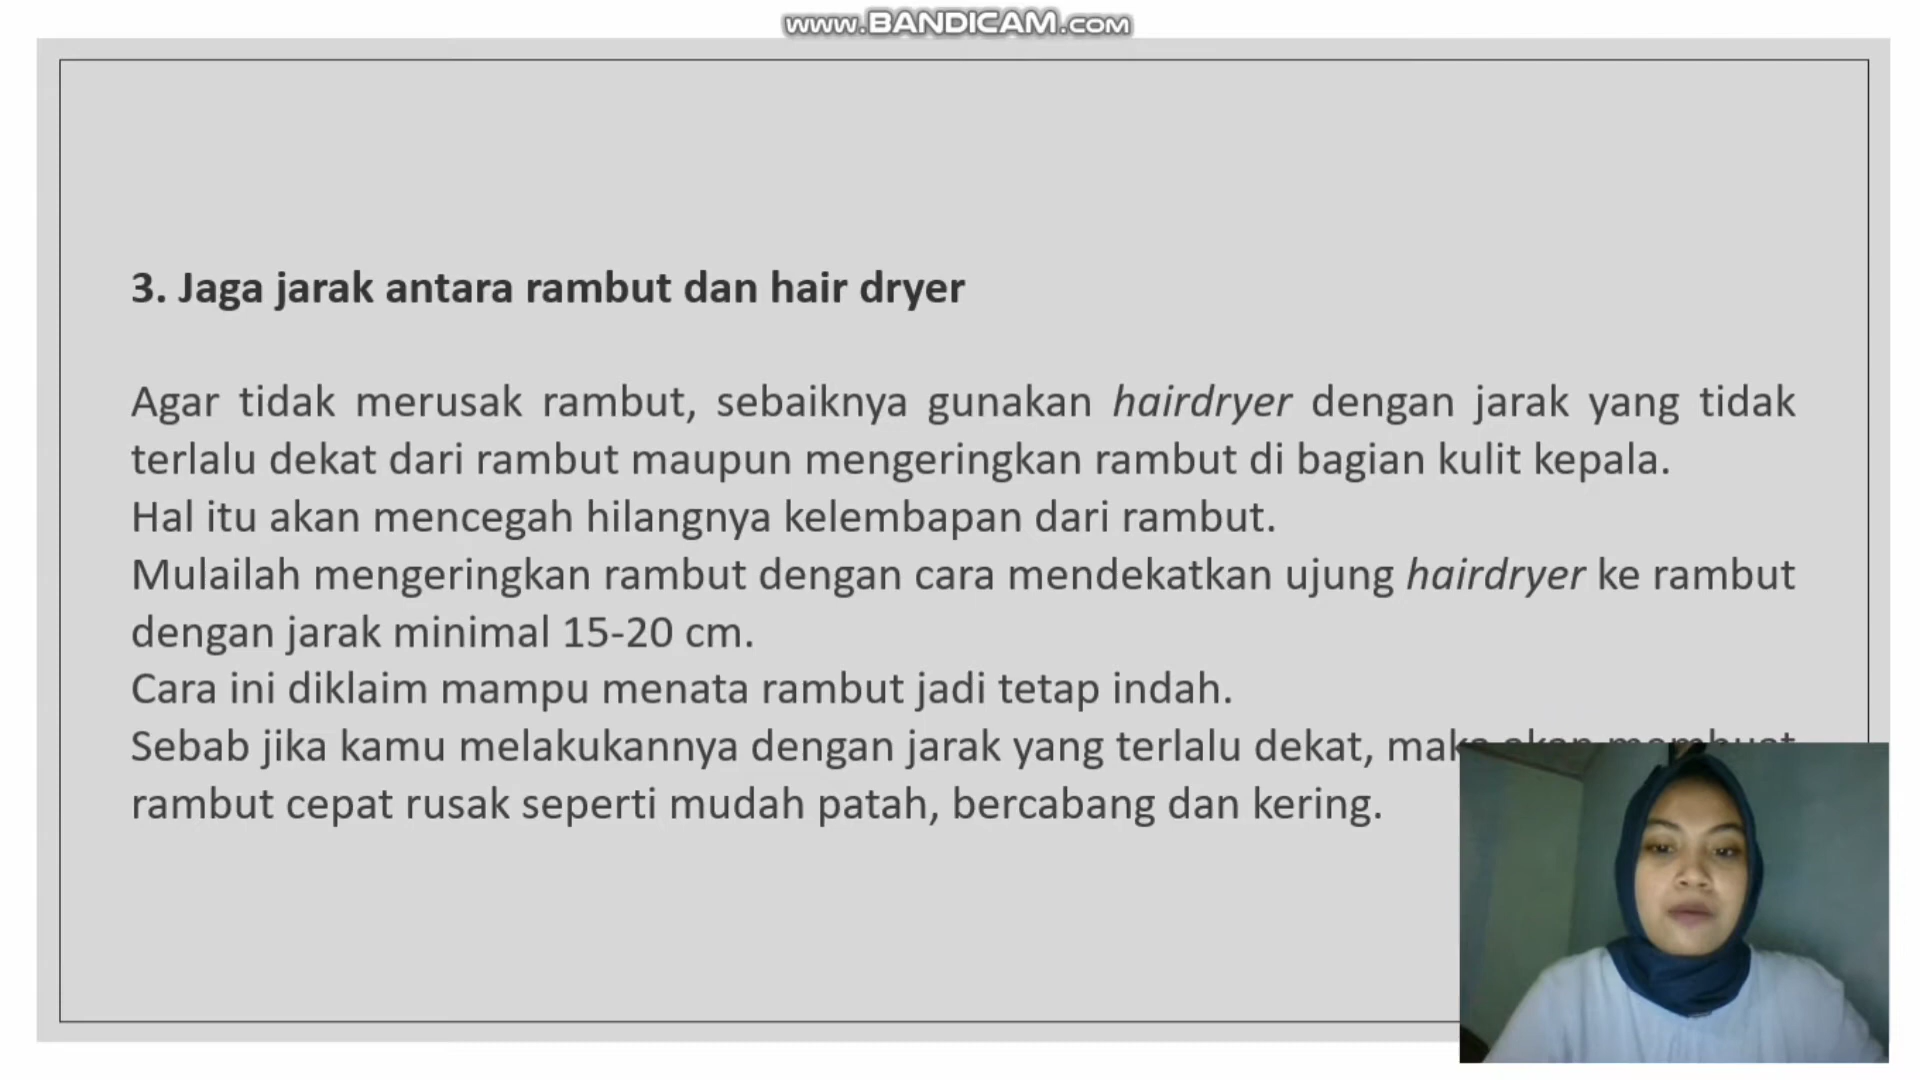 www.BANDICAM.com
3. Jaga jarak antara rambut dan hair dryer
Agar tidak merusak rambut, sebaiknya gunakan hairdryer dengan jarak yang tidak
terlalu dekat dari rambut maupun mengeringkan rambut di bagian kulit kepala.
Hal itu akan mencegah hilangnya kelembapan dari rambut.
Mulailah mengeringkan rambut dengan cara mendekatkan ujung hairdryer ke rambut
dengan jarak minimal 15-20 cm.
Cara ini diklaim mampu menata rambut jadi tetap indah.
Sebab jika kamu melakukannya dengan jarak yang terlalu dekat, maka akan membuat
rambut cepat rusak seperti mudah patah, bercabang dan kering.